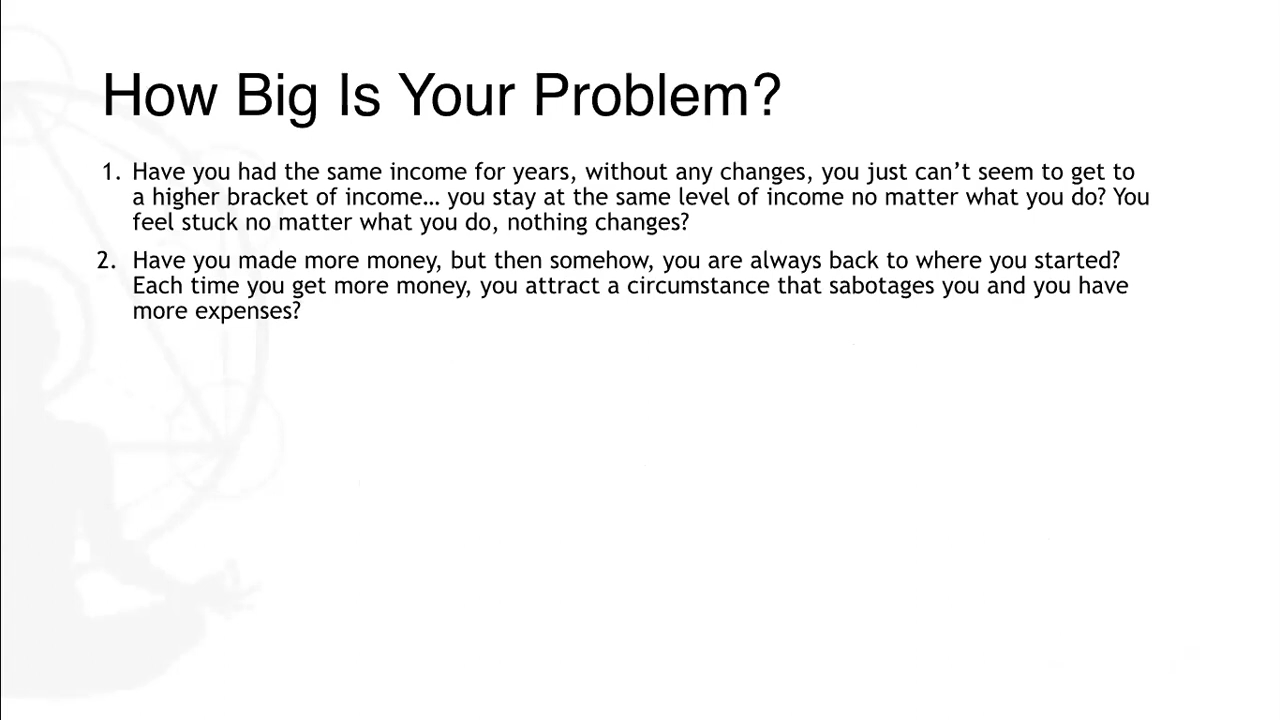 How Big Is Your Problem?
1. Have you had the same income for years, without any changes, you just can’t seem to get to
a higher bracket of income… you stay at the same level of income no matter what you do? You
feel stuck no matter what you do, nothing changes?
2. Have you made more money, but then somehow, you are always back to where you started?
Each time you get more money, you attract a circumstance that sabotages you and you have
more expenses?